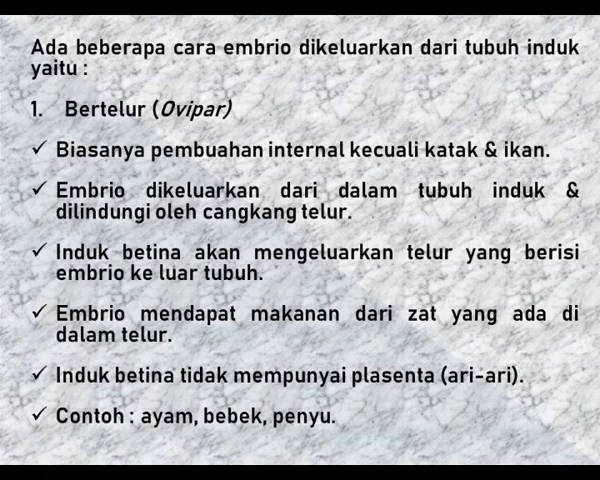 Ada beberapa cara embrio dikeluarkan dari tubuh induk
yaitu :
1. Bertelur (Ovipar)
✓ Biasanya pembuahan internal kecuali katak & ikan.
✓ Embrio dikeluarkan dari dalam tubuh induk &
dilindungi oleh cangkang telur.
✓ Induk betina akan mengeluarkan telur yang berisi
embrio ke luar tubuh.
✓ Embrio mendapat makanan dari zat yang ada di
dalam telur.
✓ Induk betina tidak mempunyai plasenta (ari-ari).
✓ Contoh : ayam, bebek, penyu.